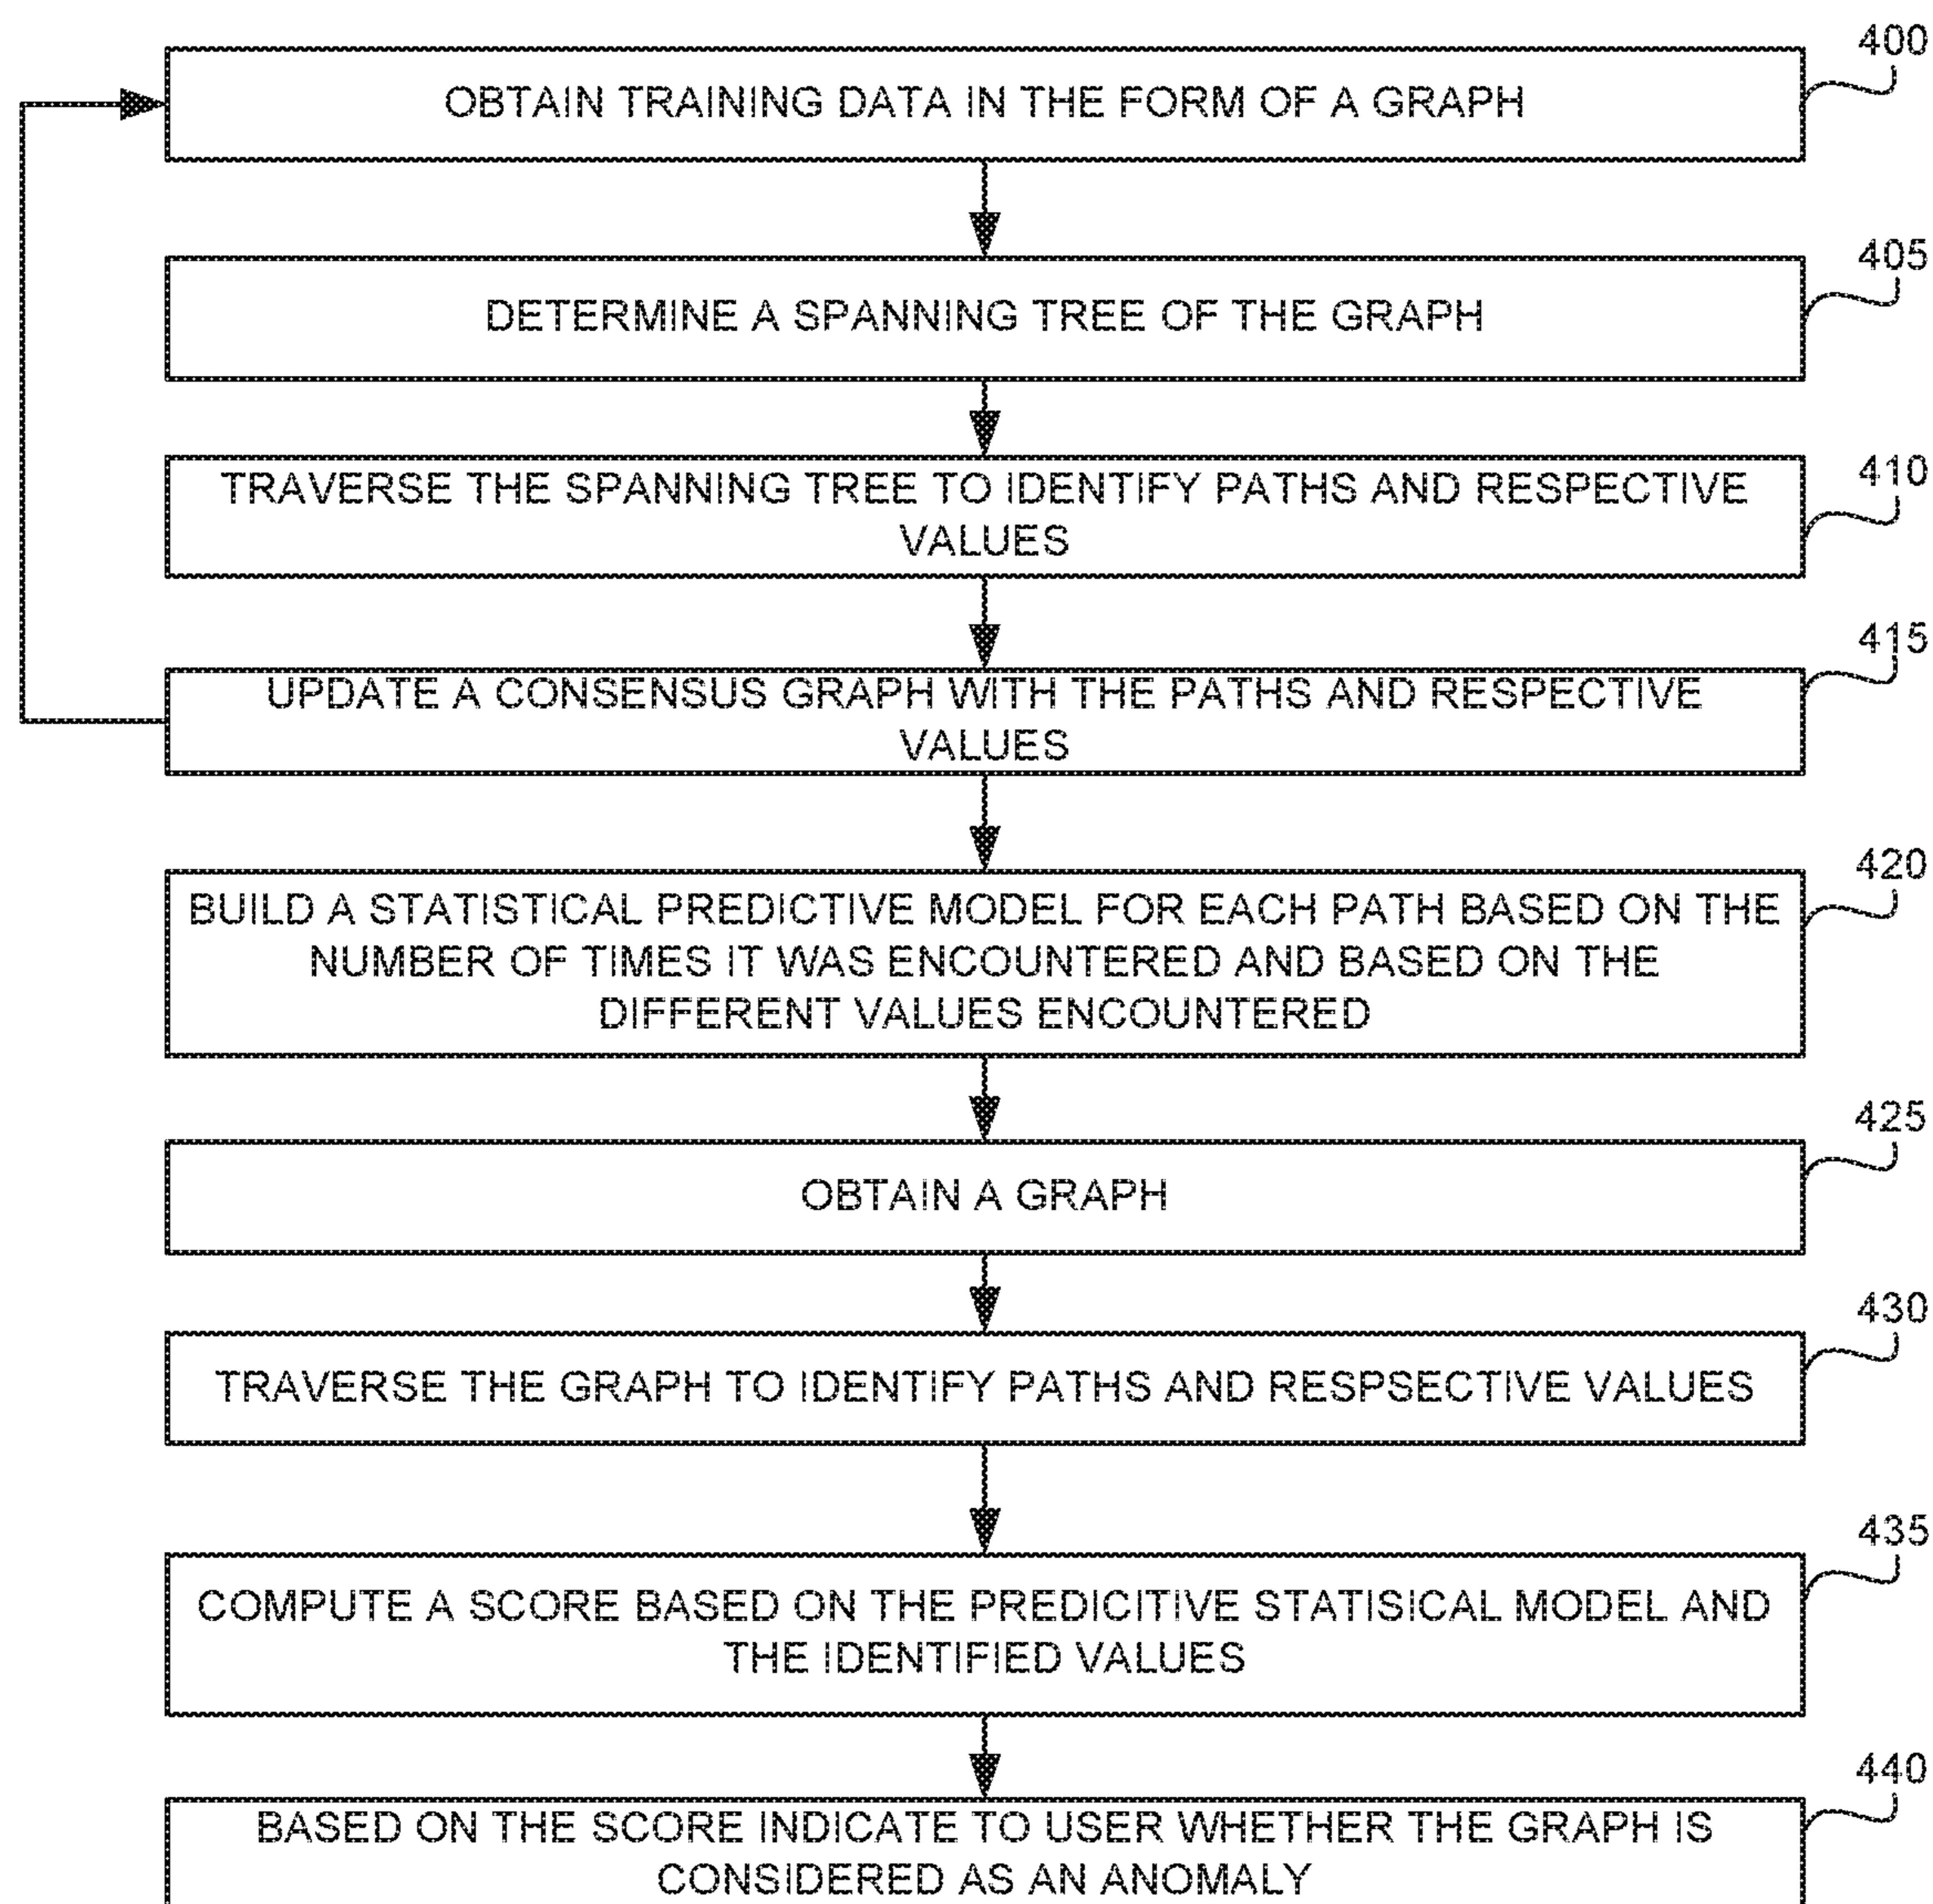 400
OBTAIN TRAINING DATA IN THE FORM OF A GRAPH
405
DETERMINE A SPANNING TREE OF THE GRAPH
410
TRAVERSE THE SPANNING TREE TO IDENTIFY PATHS AND RESPECTIVE
VALUES
415
UPDATE A CONSENSUS GRAPH WITH THE PATHS AND RESPECTIVE
VALUES
420
BUILD A STATISTICAL PREDICTIVE MODEL FOR EACH PATH BASED ON THE
NUMBER OF TIMES IT WAS ENCOUNTERED AND BASED ON THE
DIFFERENT VALUES ENCOUNTERED
425
OBTAIN A GRAPH
430
TRAVERSE THE GRAPH TO IDENTIFY PATHS AND RESPSECTIVE VALUES
435
COMPUTE A SCORE BASED ON THE PREDICITIVE STATISICAL MODEL AND
THE IDENTIFIED VALUES
440
BASED ON THE SCORE INDICATE TO USER WHETHER THE GRAPH IS
CONSIDERED AS AN ANOMALY